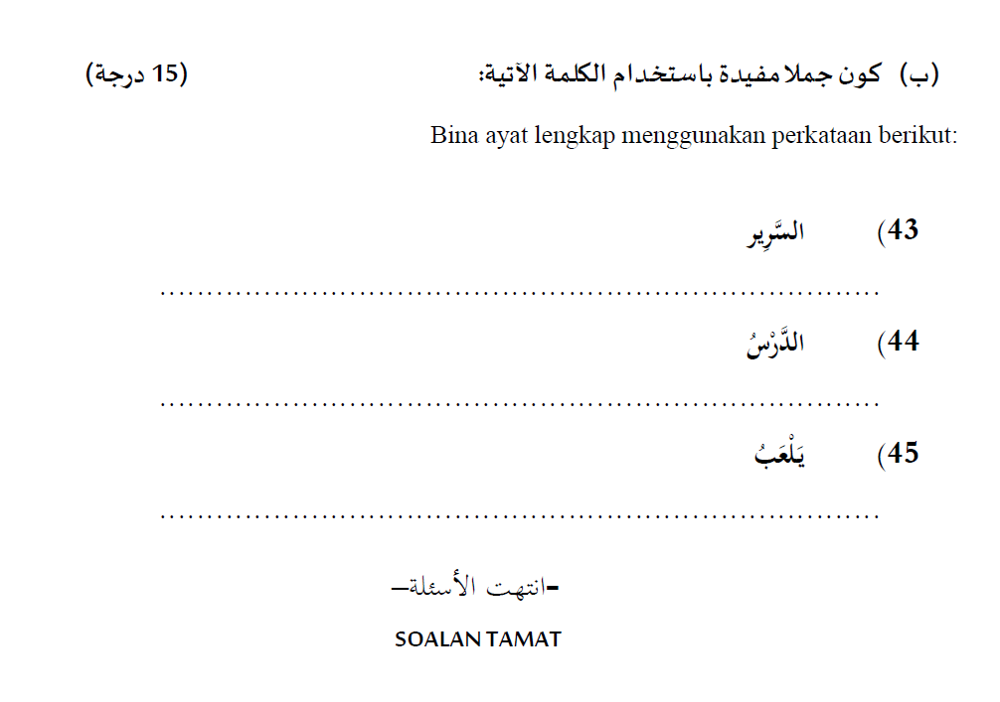 (ب) كون جملا مفيدة باستخدام الكلمة الآتية: (15 درجة)
Bina ayat lengkap menggunakan perkataan berikut:
43) السَّرِير
................................................................................
44) الدَّرْسُ
................................................................................
45) يَلْعَبُ
................................................................................
-انتهت الأسئلة–
SOALAN TAMAT